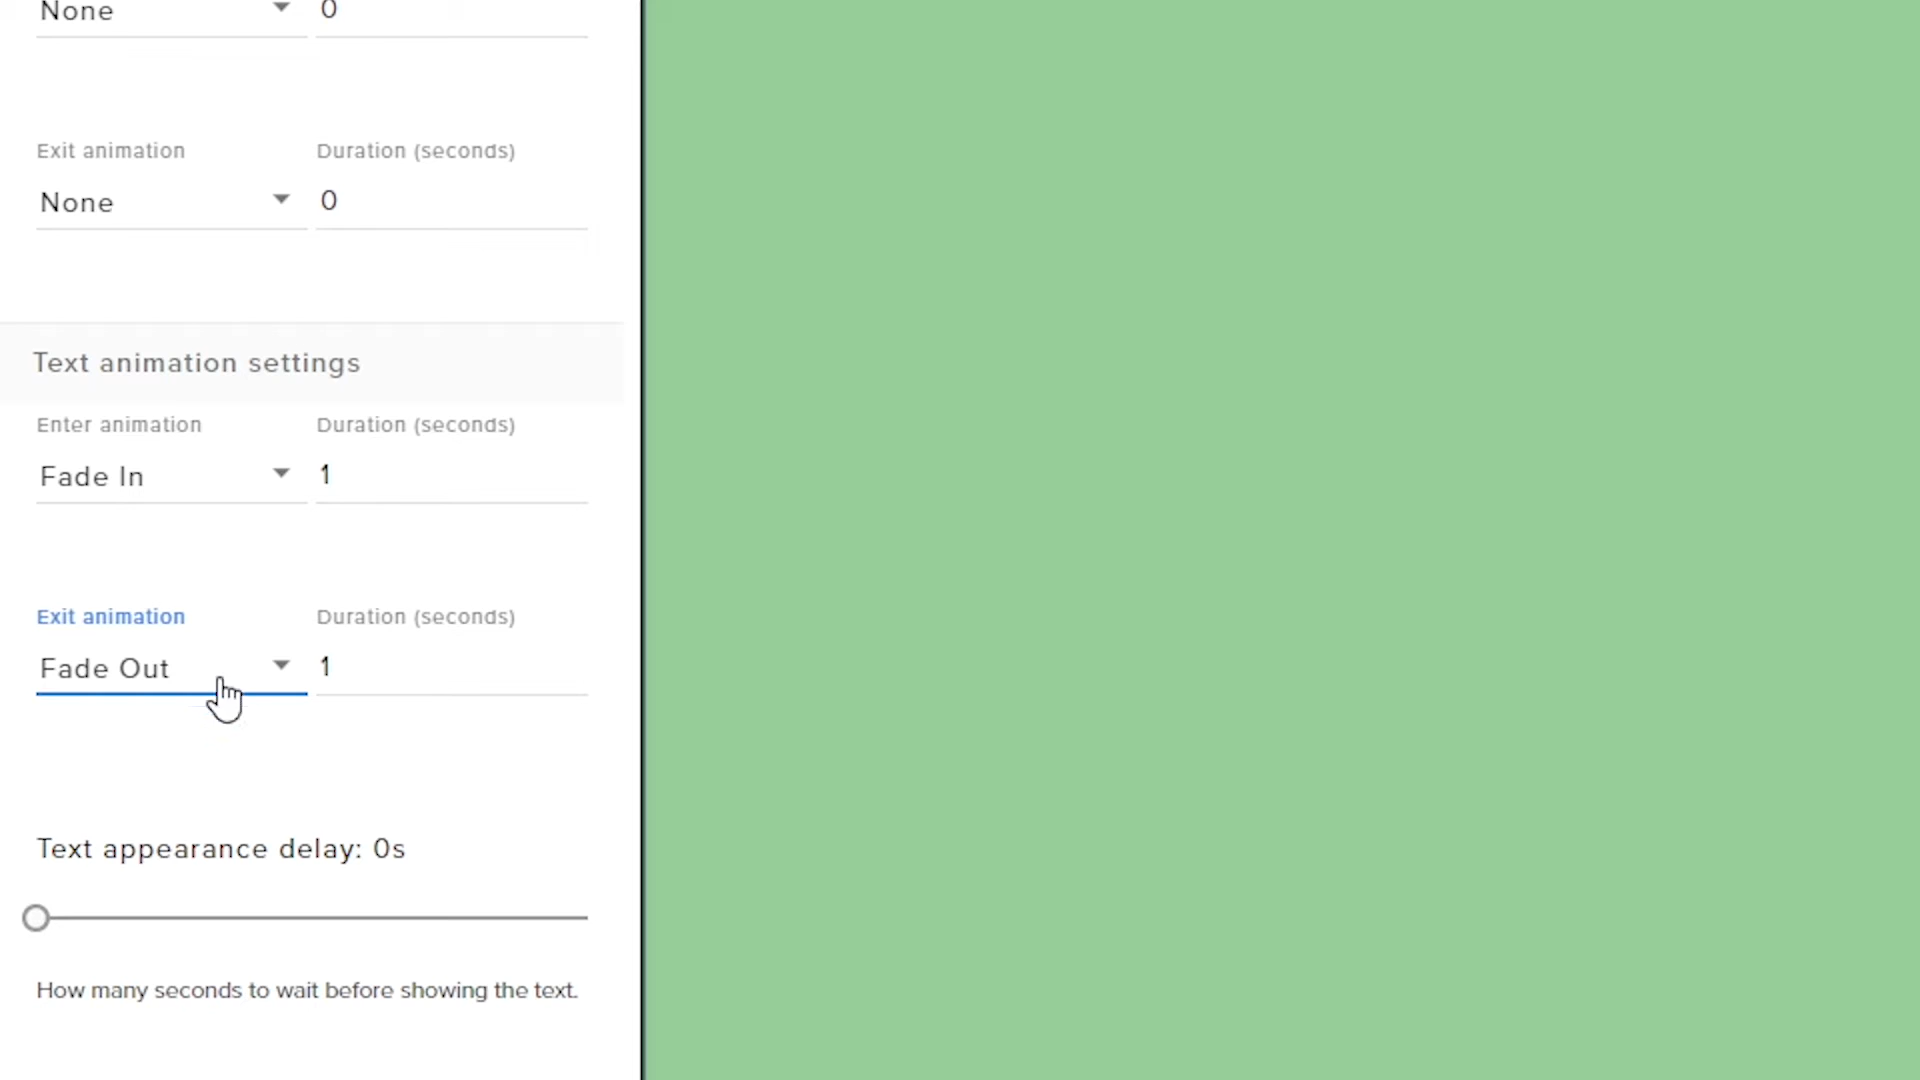 None 0
Exit animation Duration (seconds)
None 0
Text animation settings
Enter animation Duration (seconds)
Fade In 1
Exit animation Duration (seconds)
Fade Out 1
Text appearance delay: 0s
How many seconds to wait before showing the text.